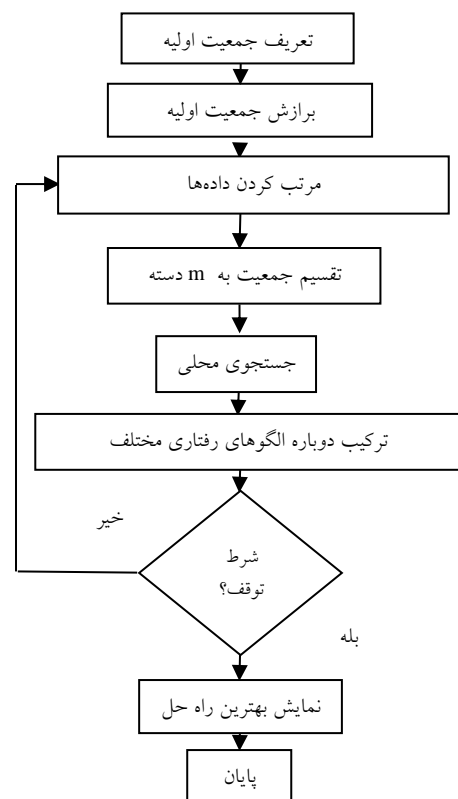 تعریف جمعیت اولیه
برازش جمعیت اولیه
مرتب کردن داده‌ها
تقسیم جمعیت به m دسته
جستجوی محلی
ترکیب دوباره الگوهای رفتاری مختلف
خیر
شرط
توقف؟
بله
نمایش بهترین راه حل
پایان